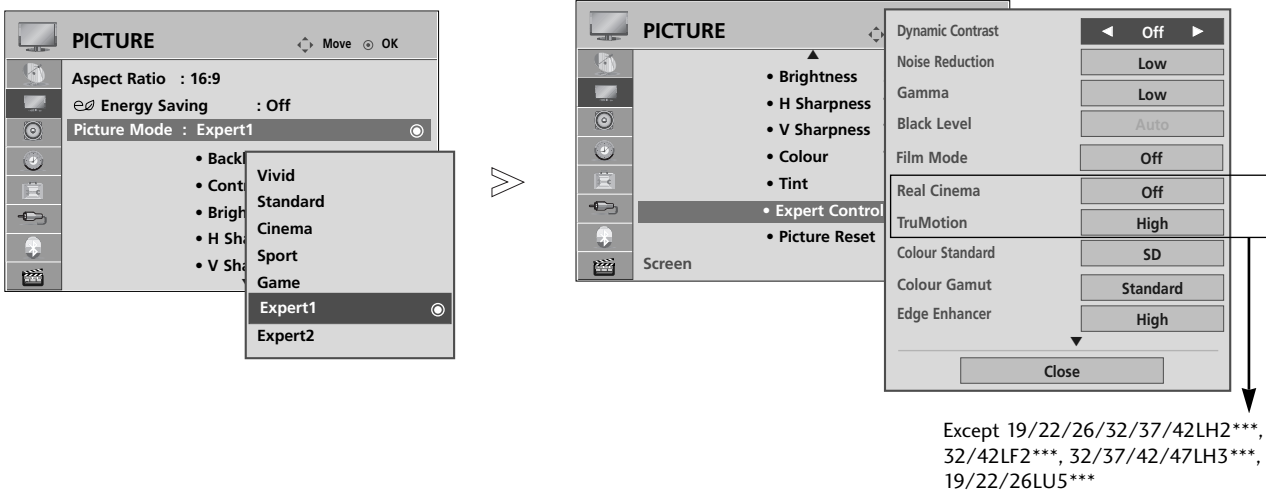 PICTURE
Move OK
Aspect Ratio : 16:9
Energy Saving : Off
Picture Mode : Expert1
• Backl
• Cont
• Brigh
• H Sha
• V Sha
Vivid
Standard
Cinema
Sport
Game
Expert1
Expert2
PICTURE
• Brightness
• H Sharpness
• V Sharpness
• Colour
• Tint
• Expert Control
• Picture Reset
Screen
Dynamic Contrast ◄ Off ►
Noise Reduction Low
Gamma Low
Black Level Auto
Film Mode Off
Real Cinema Off
TruMotion High
Colour Standard SD
Colour Gamut Standard
Edge Enhancer High
▼
Close
Except 19/22/26/32/37/42LH2***,
32/42LF2***, 32/37/42/47LH3***,
19/22/26LU5***